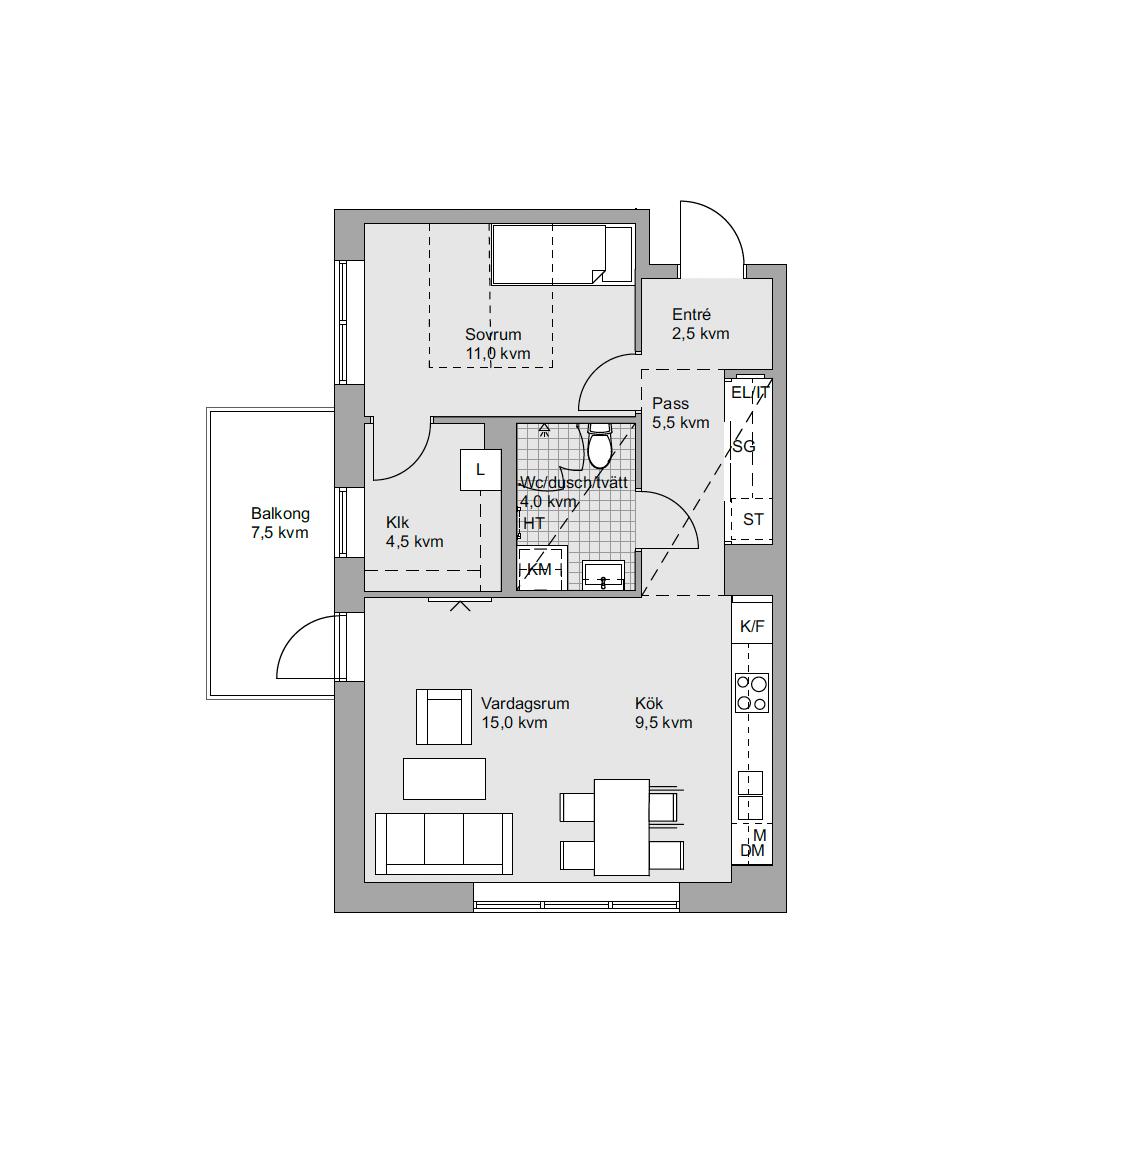 Entré
2,5 kvm
Sovrum
11,0 kvm
EL/IT
Pass
5,5 kvm
SG
L
Wc/dusch/tvätt
4,0 kvm
Balkong
7,5 kvm
Klk
4,5 kvm
HT
ST
KM
K/F
Vardagsrum
15,0 kvm
Kök
9,5 kvm
M
DM